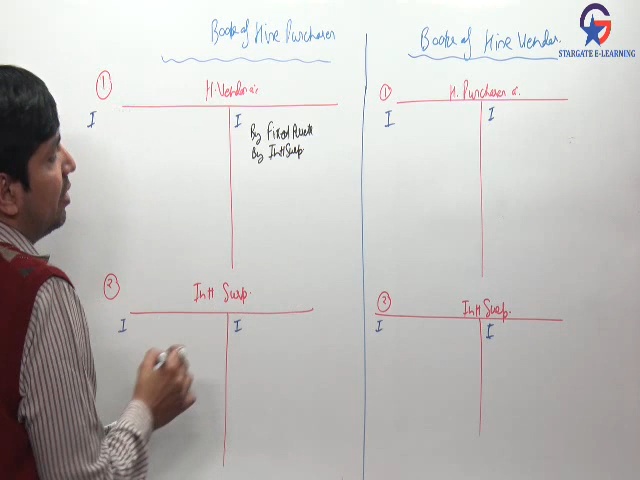 Books of Hire Purchaser
① H. Vendor a/c
I
I
By Fixed Asset
By Intt Susp
② Intt Susp.
I
I
Books of Hire Vendor.
STARGATE E-LEARNING
① H. Purchaser a/c
I
I
② Intt Susp.
I
I